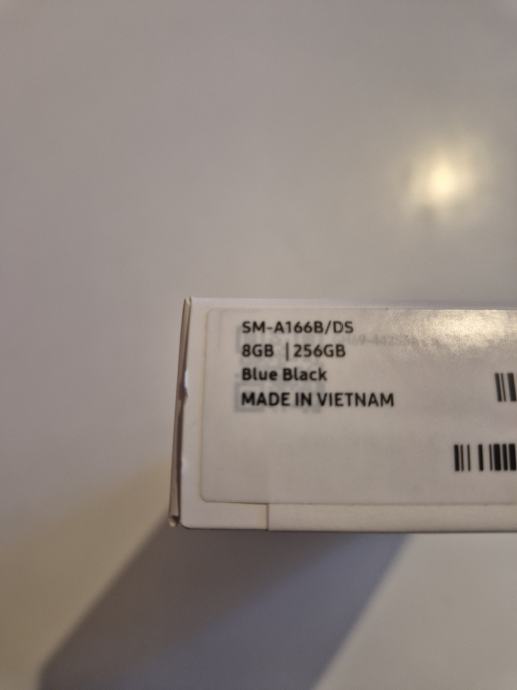 SM-A166B/DS
8GB | 256GB
Blue Black
MADE IN VIETNAM